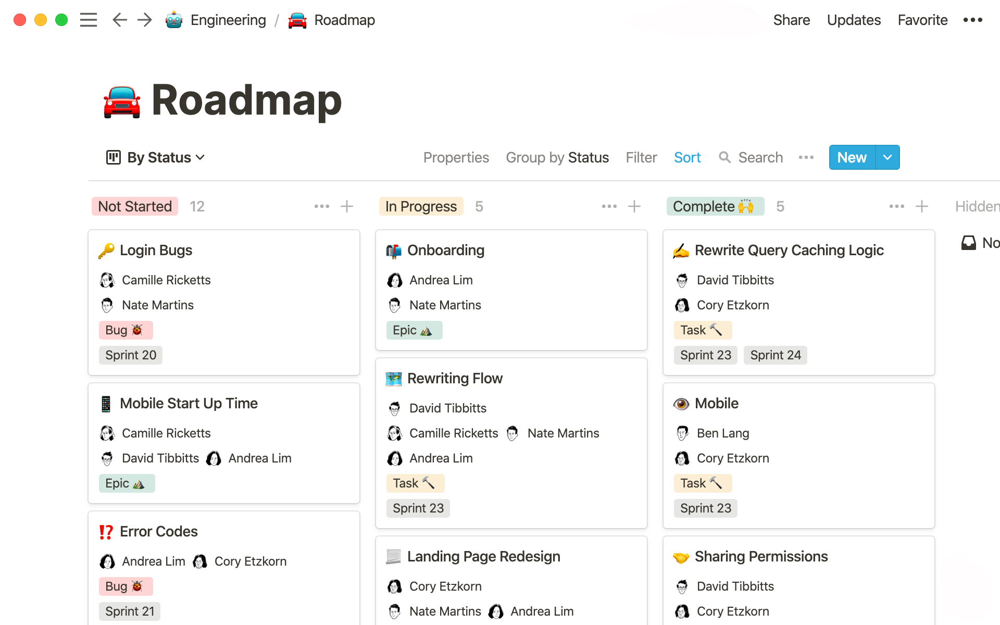 Engineering / Roadmap
Share Updates Favorite
Roadmap
By Status
Properties Group by Status Filter Sort Search New
Not Started 12
Login Bugs
Camille Ricketts
Nate Martins
Bug
Sprint 20
Mobile Start Up Time
Camille Ricketts
David Tibbitts Andrea Lim
Epic
Error Codes
Andrea Lim Cory Etzkorn
Bug
Sprint 21
In Progress 5
Onboarding
Andrea Lim
Nate Martins
Epic
Rewriting Flow
David Tibbitts
Camille Ricketts Nate Martins
Andrea Lim
Task
Sprint 23
Landing Page Redesign
Cory Etzkorn
Nate Martins Andrea Lim
Complete 5
Rewrite Query Caching Logic
David Tibbitts
Cory Etzkorn
Task
Sprint 23 Sprint 24
Mobile
Ben Lang
Cory Etzkorn
Task
Sprint 23
Sharing Permissions
David Tibbitts
Cory Etzkorn
Hidden
No